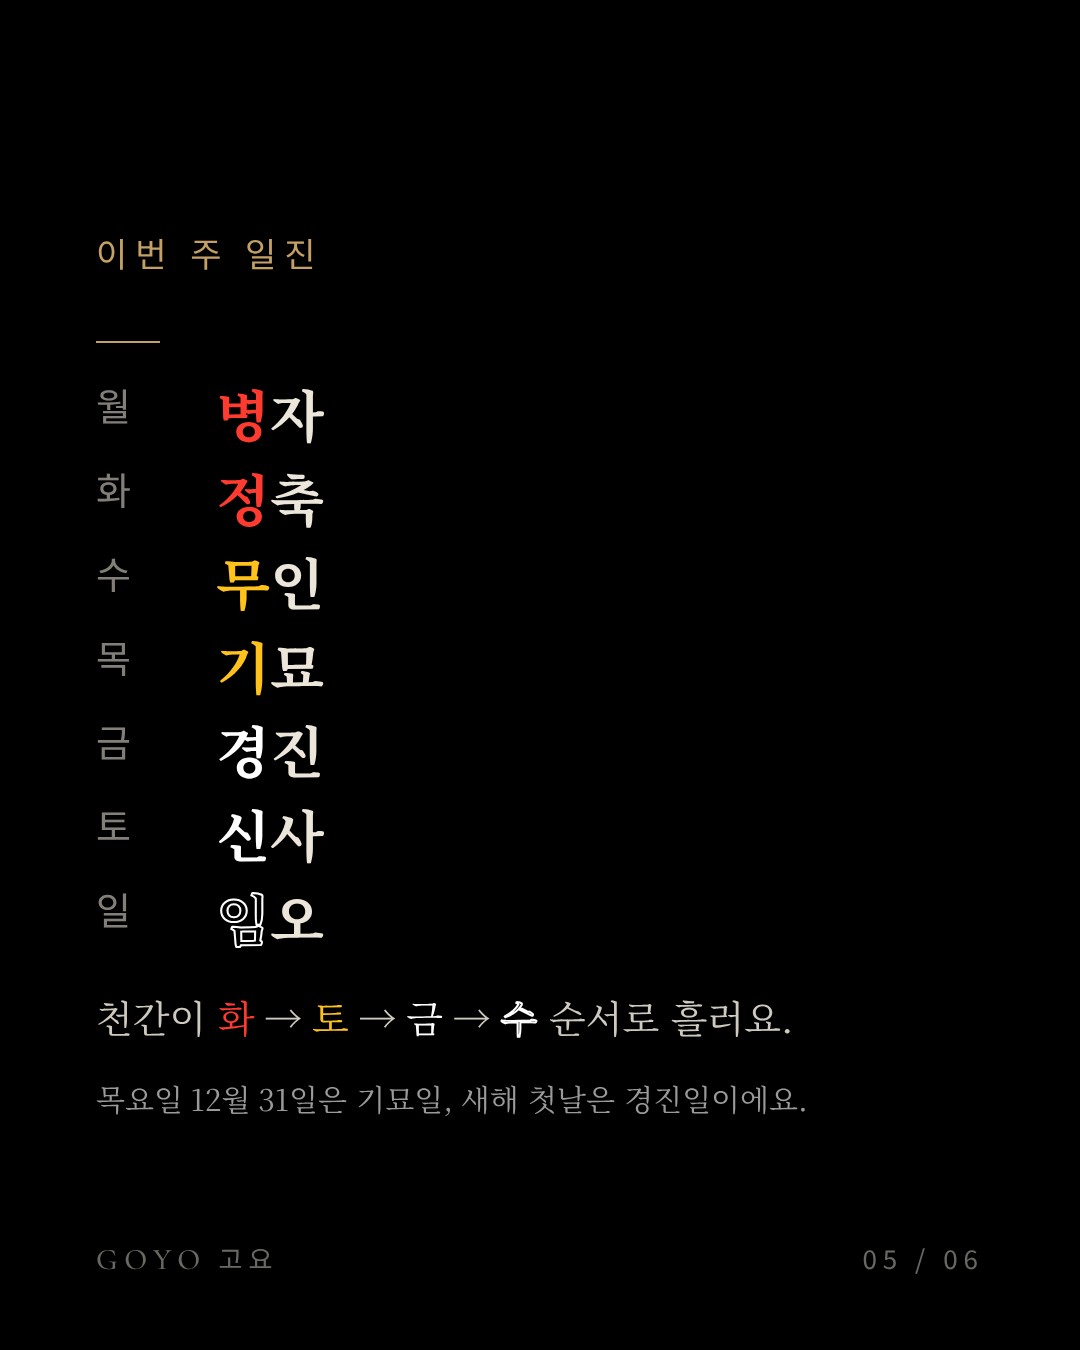 이번 주 일진
월 병자
화 정축
수 무인
목 기묘
금 경진
토 신사
일 임오
천간이 화 → 토 → 금 → 수 순서로 흘러요.
목요일 12월 31일은 기묘일, 새해 첫날은 경진일이에요.
GOYO 고요
05 / 06